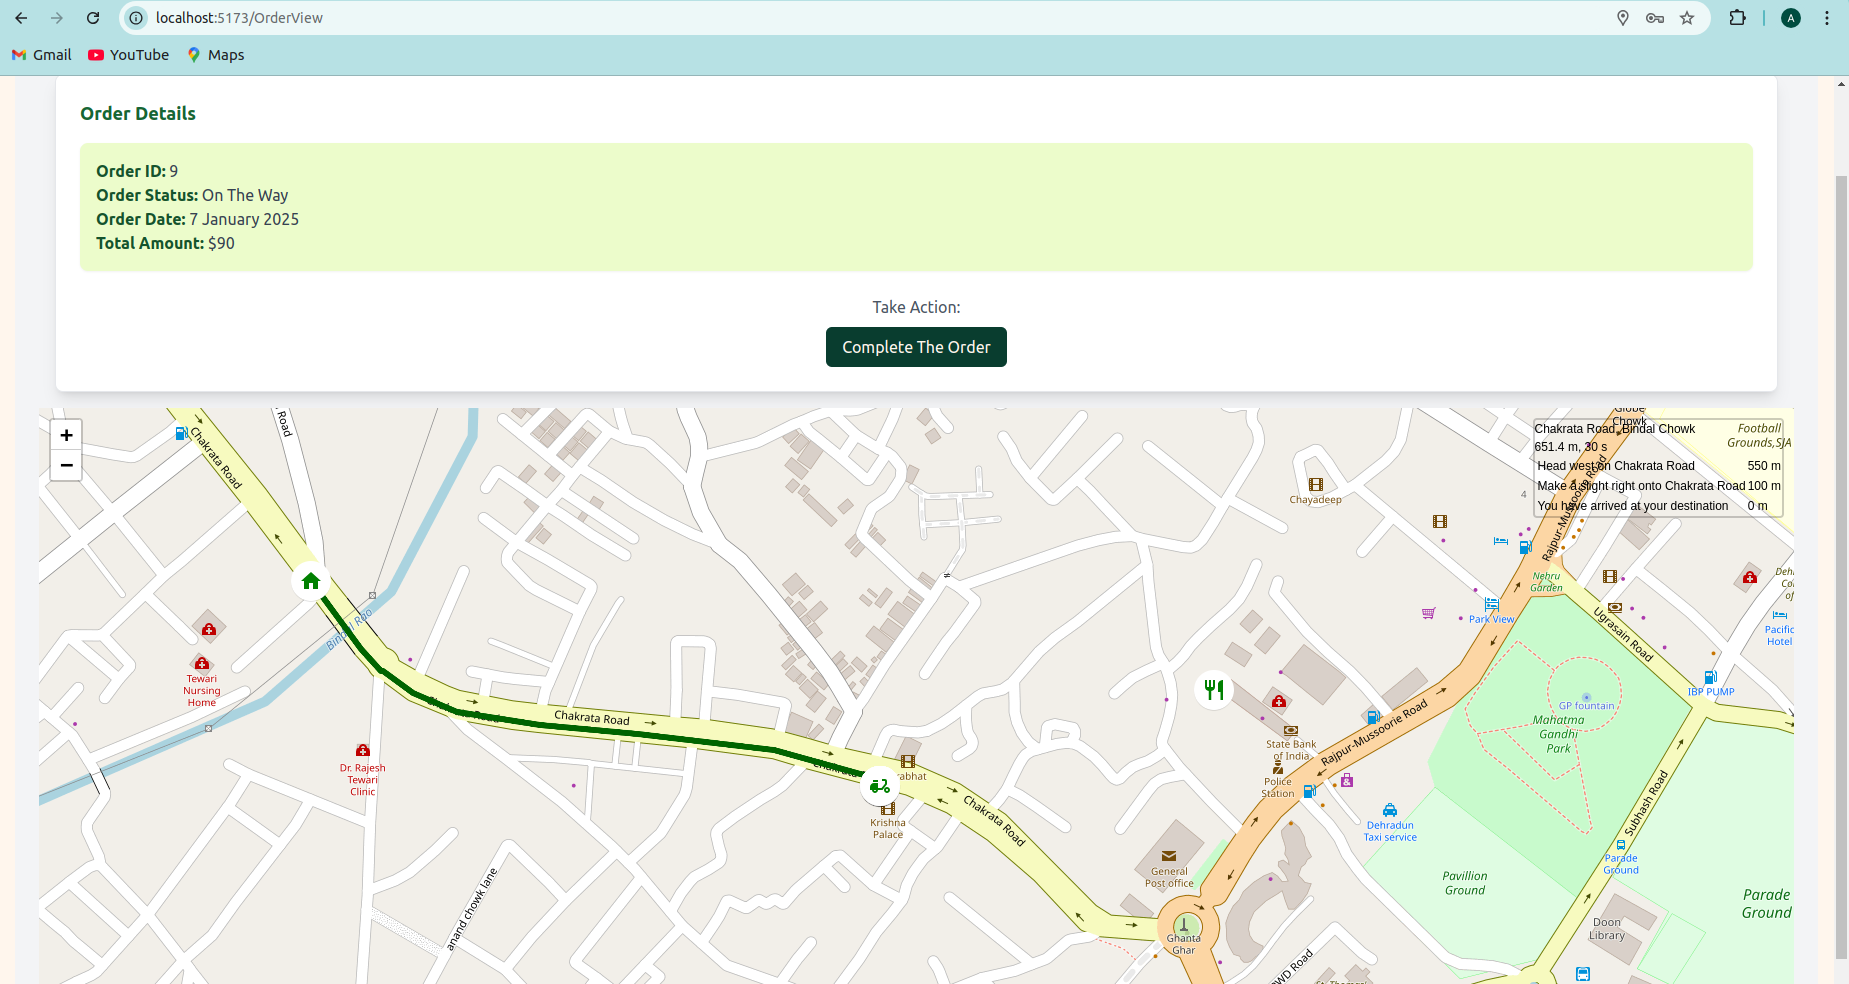 localhost:5173/OrderView
A
Gmail
YouTube
Maps
Order Details
Order ID: 9
Order Status: On The Way
Order Date: 7 January 2025
Total Amount: $90
Take Action:
Complete The Order
+
−
Chakrata Road, Bindal Chowk
651.4 m, 30 s
Head west on Chakrata Road 550 m
Make a slight right onto Chakrata Road 100 m
You have arrived at your destination 0 m
Globe
Chowk
Football
Grounds,SJA
Road
Chakrata Road
Chayadeep
4
Rajpur-Mussoorie Road
Nehru
Garden
Park View
Ugrasain Road
Pacific
Hotel
IBP PUMP
Bindal Rao
Tewari
Nursing
Home
Chakrata Road
Chakrata Road
GP fountain
Mahatma
Gandhi
Park
State Bank
of India
Rajpur-Mussoorie Road
Police
Station
Dr. Rajesh
Tewari
Clinic
Krishna
Palace
Chakrata Road
Dehradun
Taxi service
Subhash Road
Parade
Ground
General
Post office
Pavillion
Ground
Parade
Ground
anand chowk lane
Doon
Library
Ghanta
Ghar
WD Road